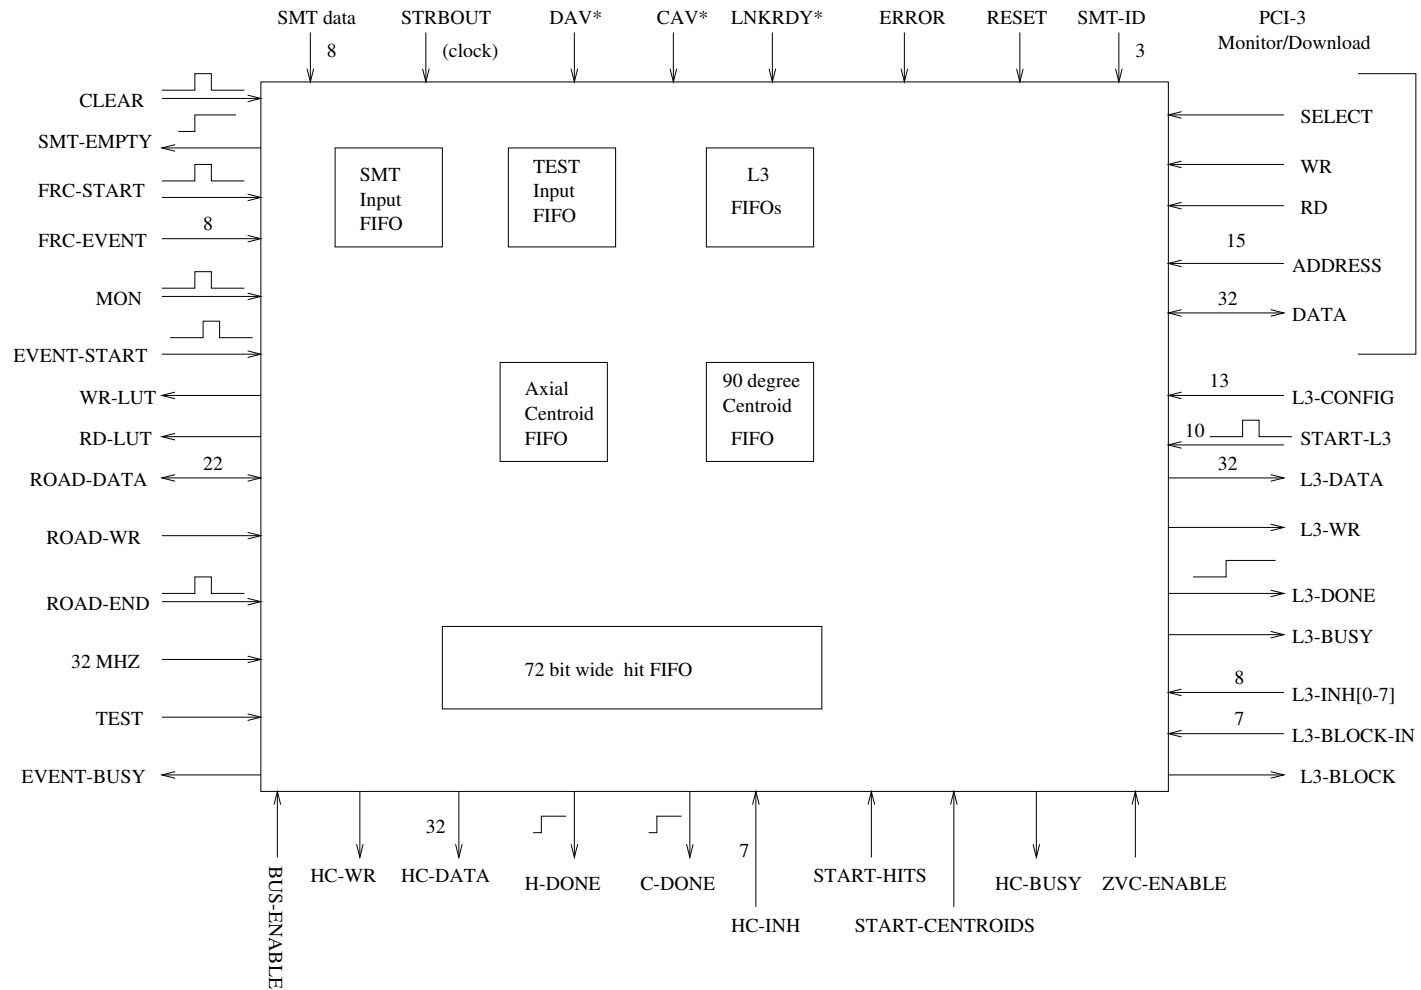 SMT data
STRBOUT
DAV*
CAV*
LNKRDY*
ERROR
RESET
SMT-ID
PCI-3
8
(clock)
3
Monitor/Download
CLEAR
SMT-EMPTY
FRC-START
8
FRC-EVENT
MON
EVENT-START
WR-LUT
RD-LUT
22
ROAD-DATA
ROAD-WR
ROAD-END
32 MHZ
TEST
EVENT-BUSY
SMT
Input
FIFO
TEST
Input
FIFO
L3
FIFOs
Axial
Centroid
FIFO
90 degree
Centroid
FIFO
72 bit wide hit FIFO
SELECT
WR
RD
15
ADDRESS
32
DATA
13
L3-CONFIG
10
START-L3
32
L3-DATA
L3-WR
L3-DONE
L3-BUSY
8
L3-INH[0-7]
7
L3-BLOCK-IN
L3-BLOCK
BUS-ENABLE
HC-WR
32
HC-DATA
H-DONE
C-DONE
7
HC-INH
START-HITS
START-CENTROIDS
HC-BUSY
ZVC-ENABLE